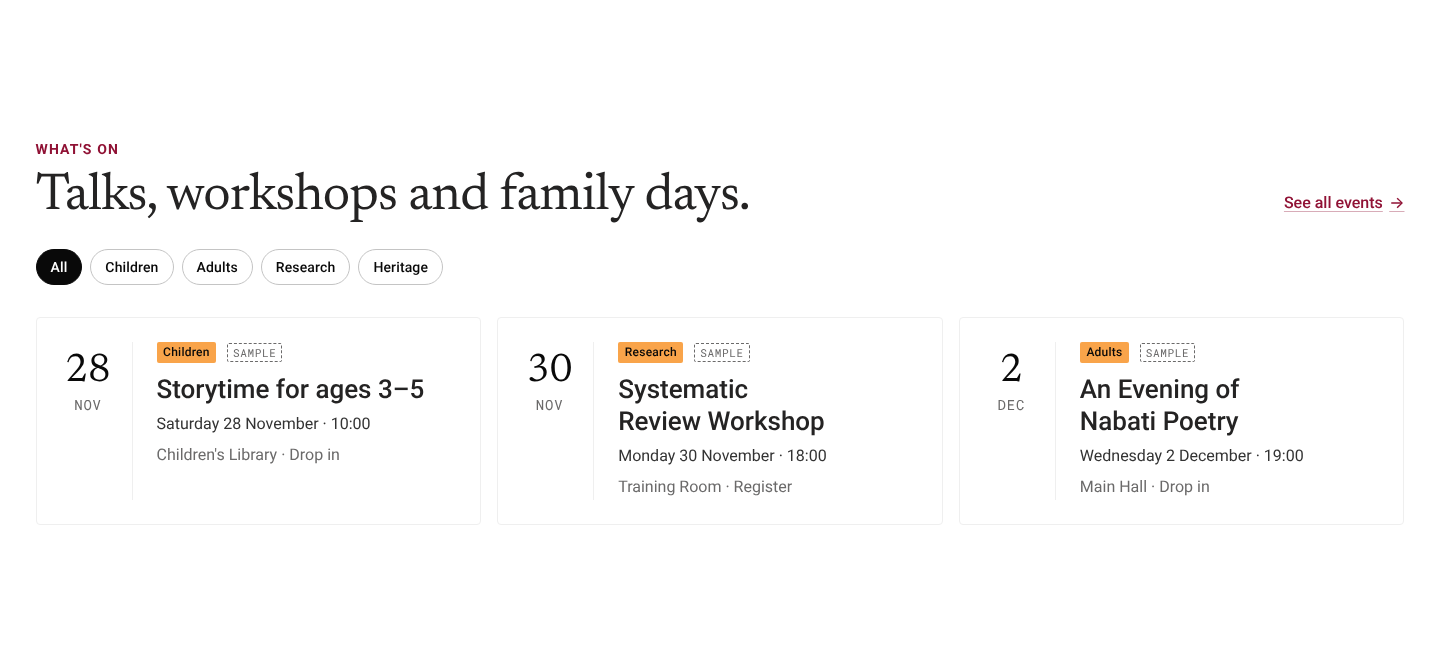 WHAT'S ON
Talks, workshops and family days.
See all events →
All
Children
Adults
Research
Heritage
28
NOV
Children
SAMPLE
Storytime for ages 3–5
Saturday 28 November · 10:00
Children's Library · Drop in
30
NOV
Research
SAMPLE
Systematic
Review Workshop
Monday 30 November · 18:00
Training Room · Register
2
DEC
Adults
SAMPLE
An Evening of
Nabati Poetry
Wednesday 2 December · 19:00
Main Hall · Drop in